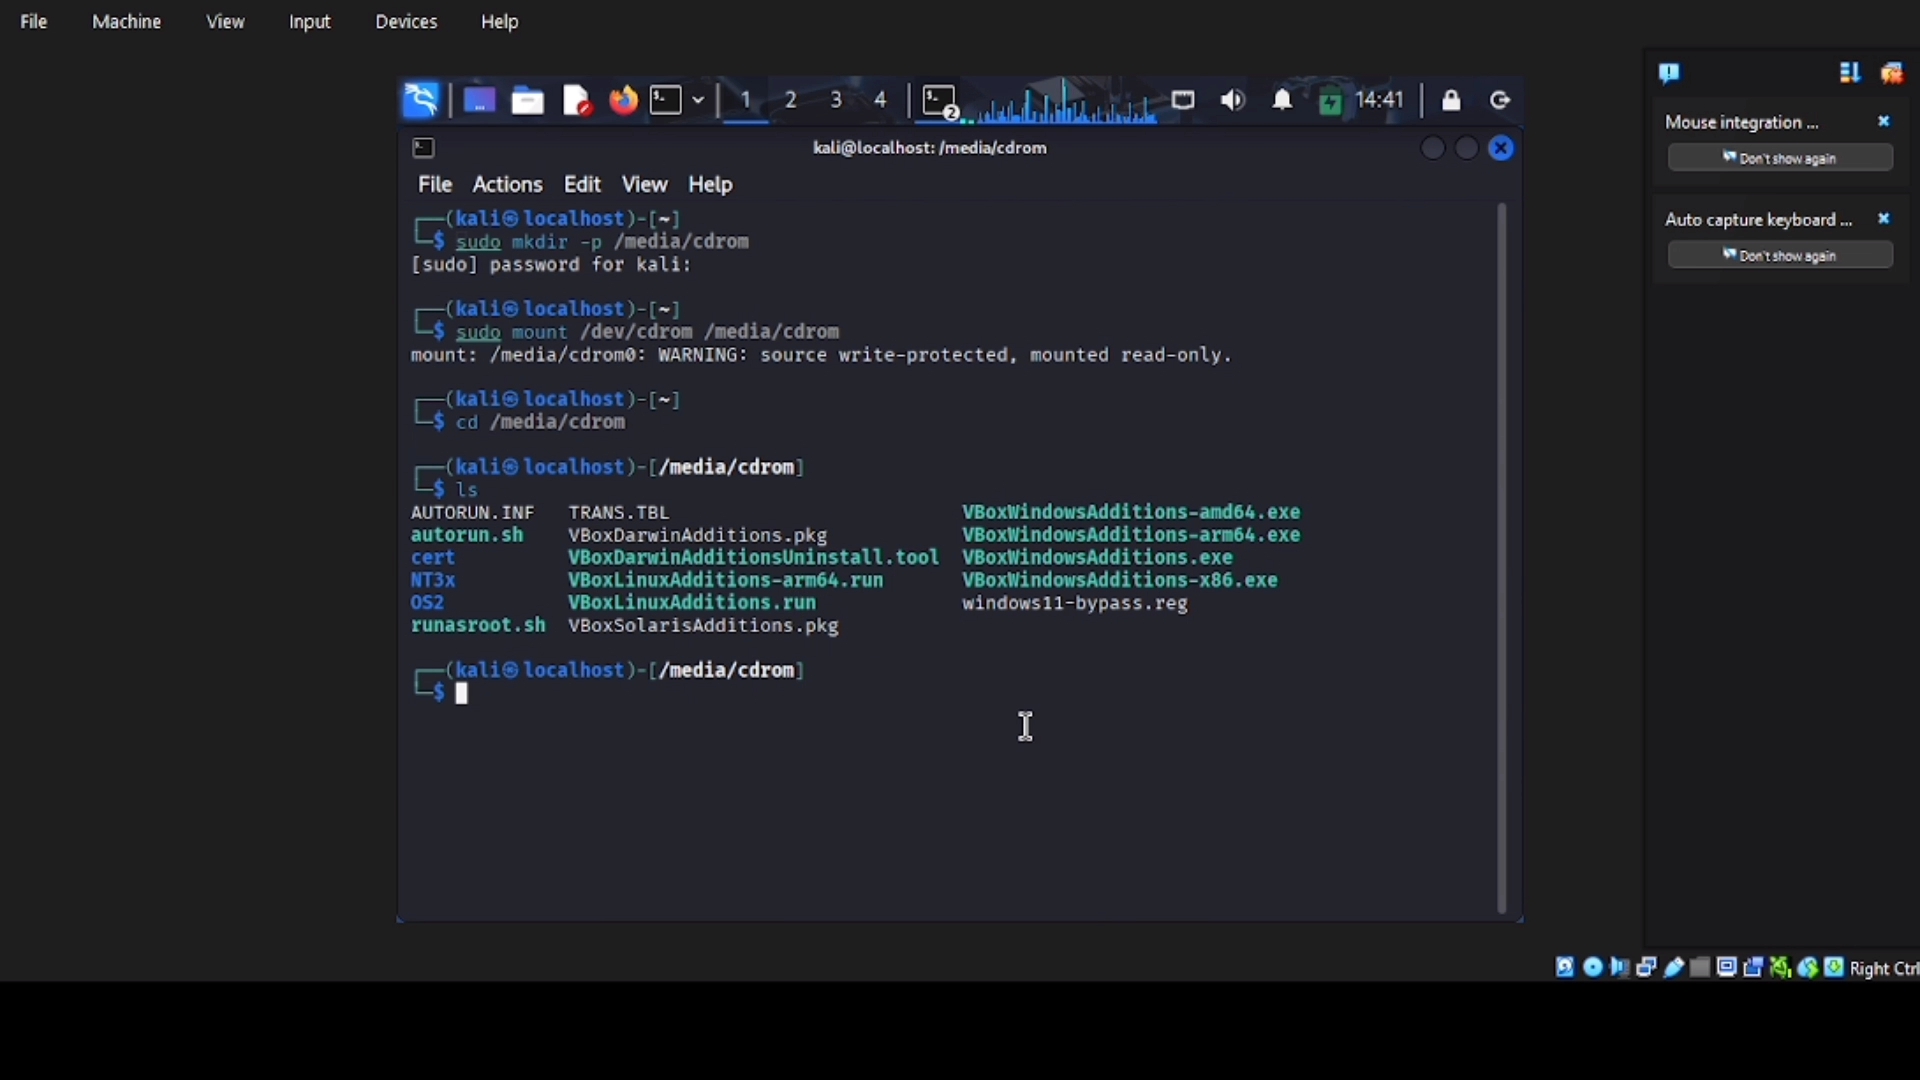 File Machine View Input Devices Help
1 2 3 4 2 14:41
kali@localhost: /media/cdrom
File Actions Edit View Help
┌──(kali㉿localhost)-[~]
└─$ sudo mkdir -p /media/cdrom
[sudo] password for kali:
┌──(kali㉿localhost)-[~]
└─$ sudo mount /dev/cdrom /media/cdrom
mount: /media/cdrom0: WARNING: source write-protected, mounted read-only.
┌──(kali㉿localhost)-[~]
└─$ cd /media/cdrom
┌──(kali㉿localhost)-[/media/cdrom]
└─$ ls
AUTORUN.INF TRANS.TBL VBoxWindowsAdditions-amd64.exe
autorun.sh VBoxDarwinAdditions.pkg VBoxWindowsAdditions-arm64.exe
cert VBoxDarwinAdditionsUninstall.tool VBoxWindowsAdditions.exe
NT3x VBoxLinuxAdditions-arm64.run VBoxWindowsAdditions-x86.exe
OS2 VBoxLinuxAdditions.run windows11-bypass.reg
runasroot.sh VBoxSolarisAdditions.pkg
┌──(kali㉿localhost)-[/media/cdrom]
└─$
Mouse integration ...
Don't show again
Auto capture keyboard ...
Don't show again
Right Ctrl